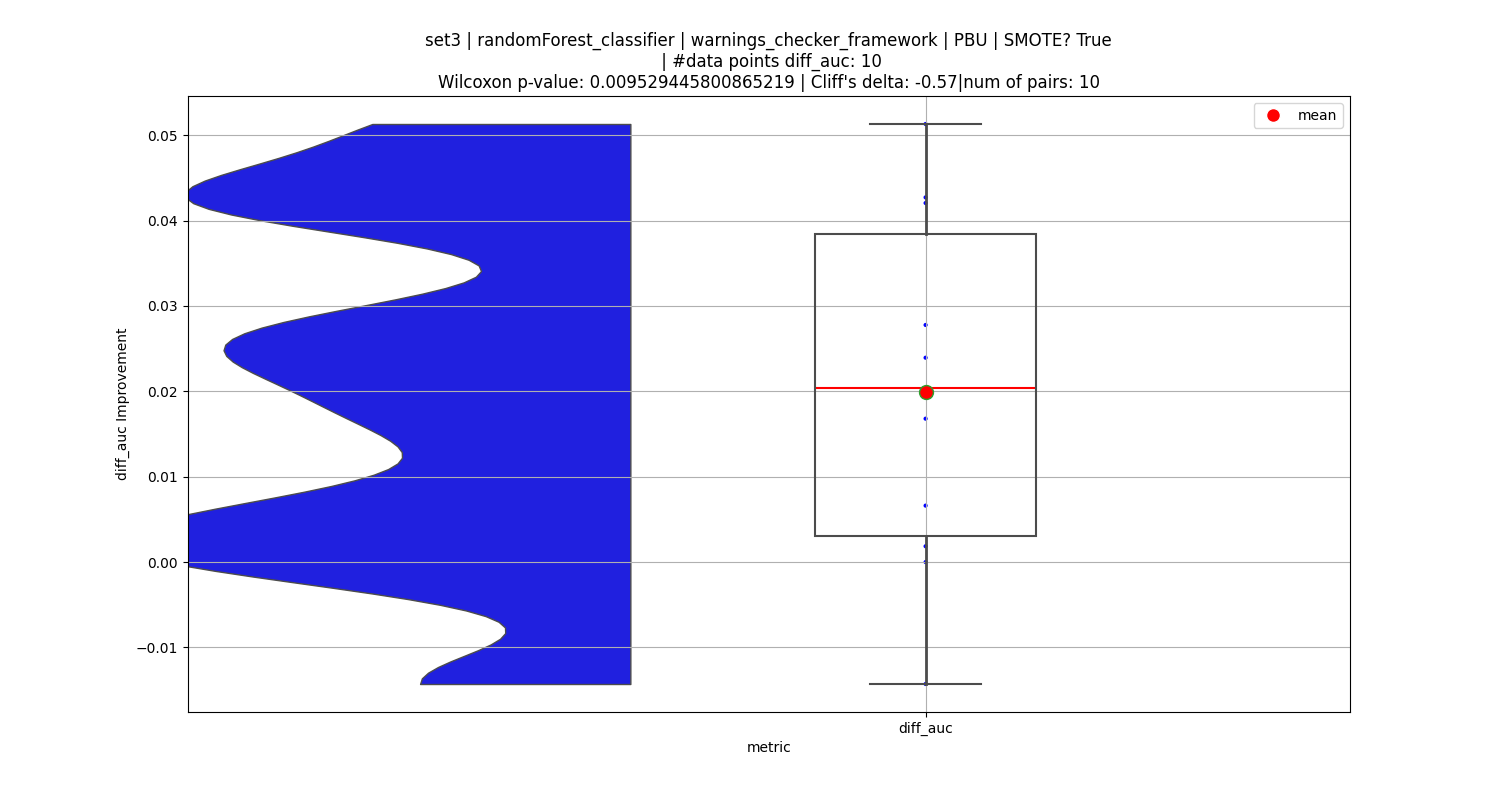 set3 | randomForest_classifier | warnings_checker_framework | PBU | SMOTE? True
| #data points diff_auc: 10
Wilcoxon p-value: 0.009529445800865219 | Cliff's delta: -0.57|num of pairs: 10
mean
0.05
0.04
0.03
0.02
0.01
0.00
−0.01
diff_auc Improvement
diff_auc
metric